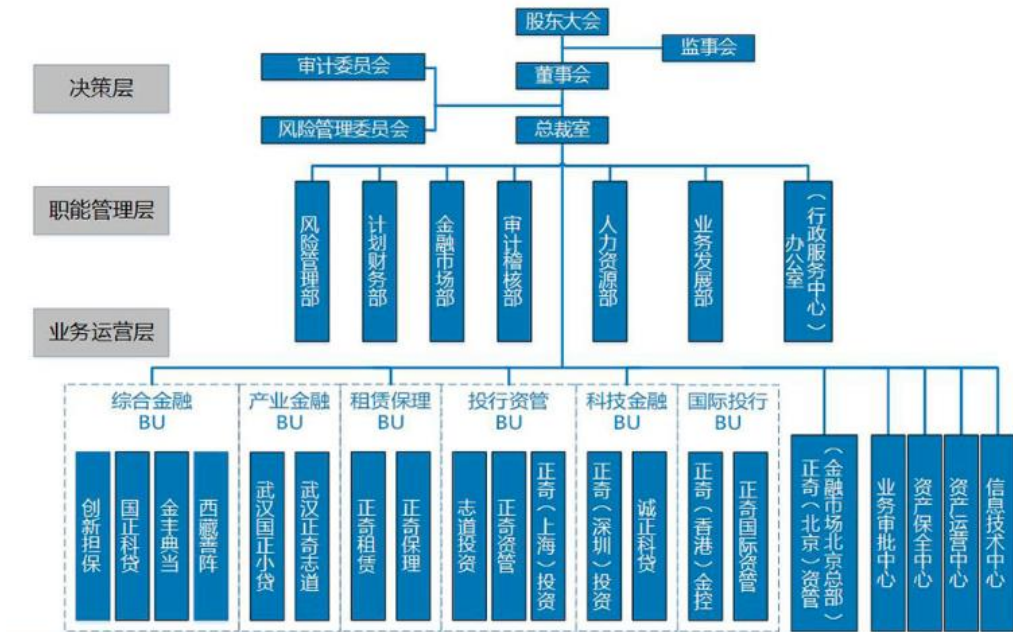 股东大会
监事会
审计委员会
董事会
决策层
风险管理委员会
总裁室
职能管理层
风险管理部
计划财务部
金融市场部
审计稽核部
人力资源部
业务发展部
（行政服务中心）
办公室
业务运营层
综合金融
BU
产业金融
BU
租赁保理
BU
投行资管
BU
科技金融
BU
国际投行
BU
创新担保
国正科贷
金丰典当
西藏善阵
武汉国正小贷
武汉正奇志道
正奇租赁
正奇保理
志道投资
正奇资管
正奇（上海）投资
正奇（深圳）投资
诚正科贷
正奇（香港）金控
正奇国际资管
（金融市场北京总部）
正奇（北京）资管
业务审批中心
资产保全中心
资产运营中心
信息技术中心